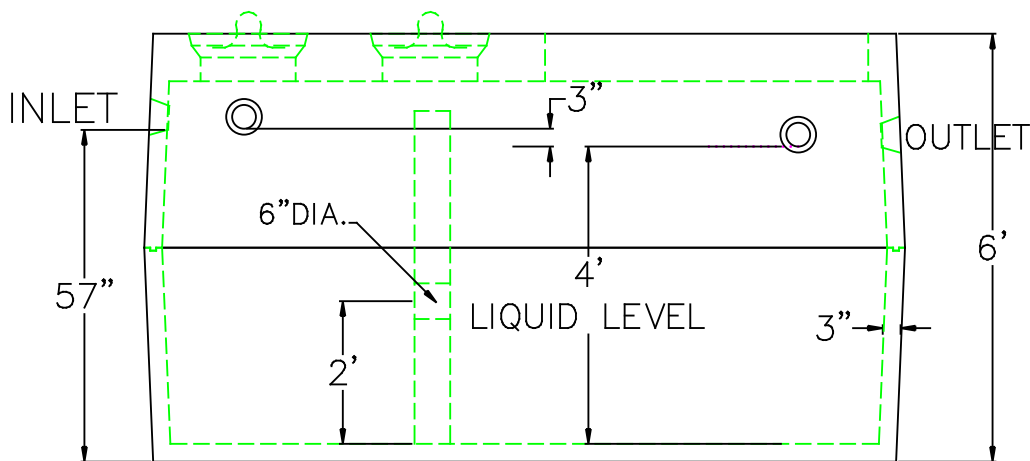 3”
INLET
OUTLET
6”DIA.
6’
4’
57”
LIQUID LEVEL
3”
2’